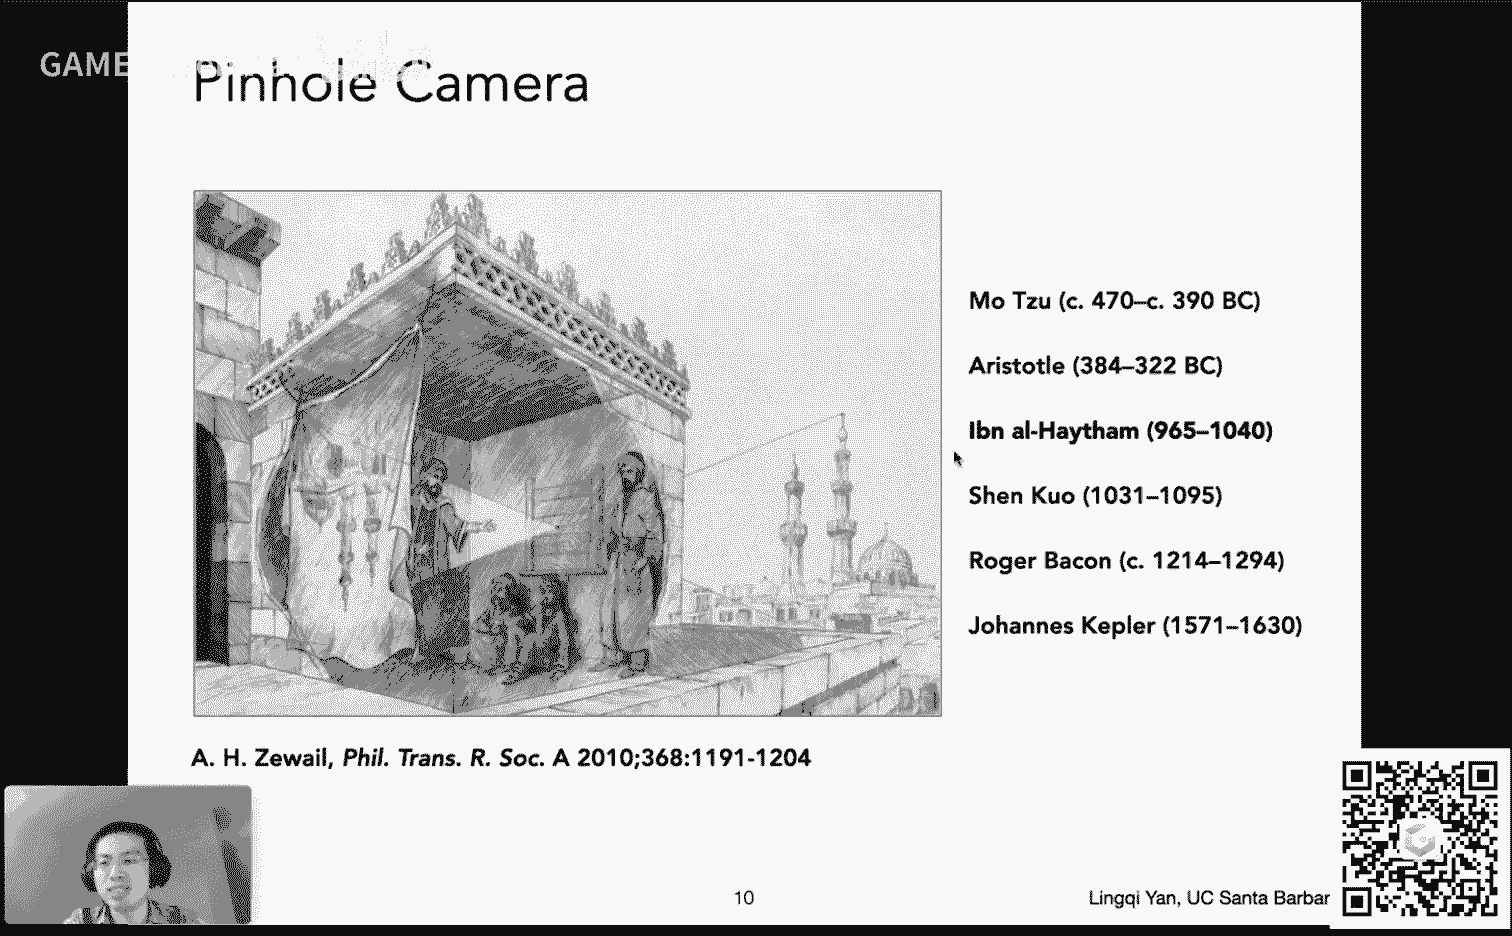 GAME
Pinhole Camera
Mo Tzu (c. 470–c. 390 BC)
Aristotle (384–322 BC)
Ibn al-Haytham (965–1040)
Shen Kuo (1031–1095)
Roger Bacon (c. 1214–1294)
Johannes Kepler (1571–1630)
A. H. Zewail, Phil. Trans. R. Soc. A 2010;368:1191-1204
10
Lingqi Yan, UC Santa Barbar